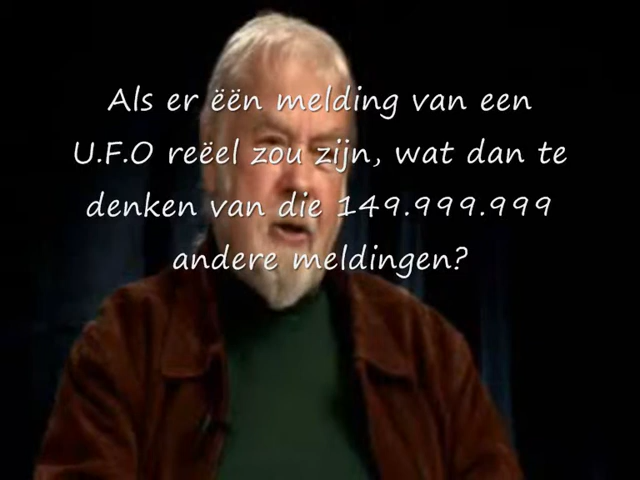 Als er ëën melding van een
U.F.O reëel zou zijn, wat dan te
denken van die 149.999.999
andere meldingen?